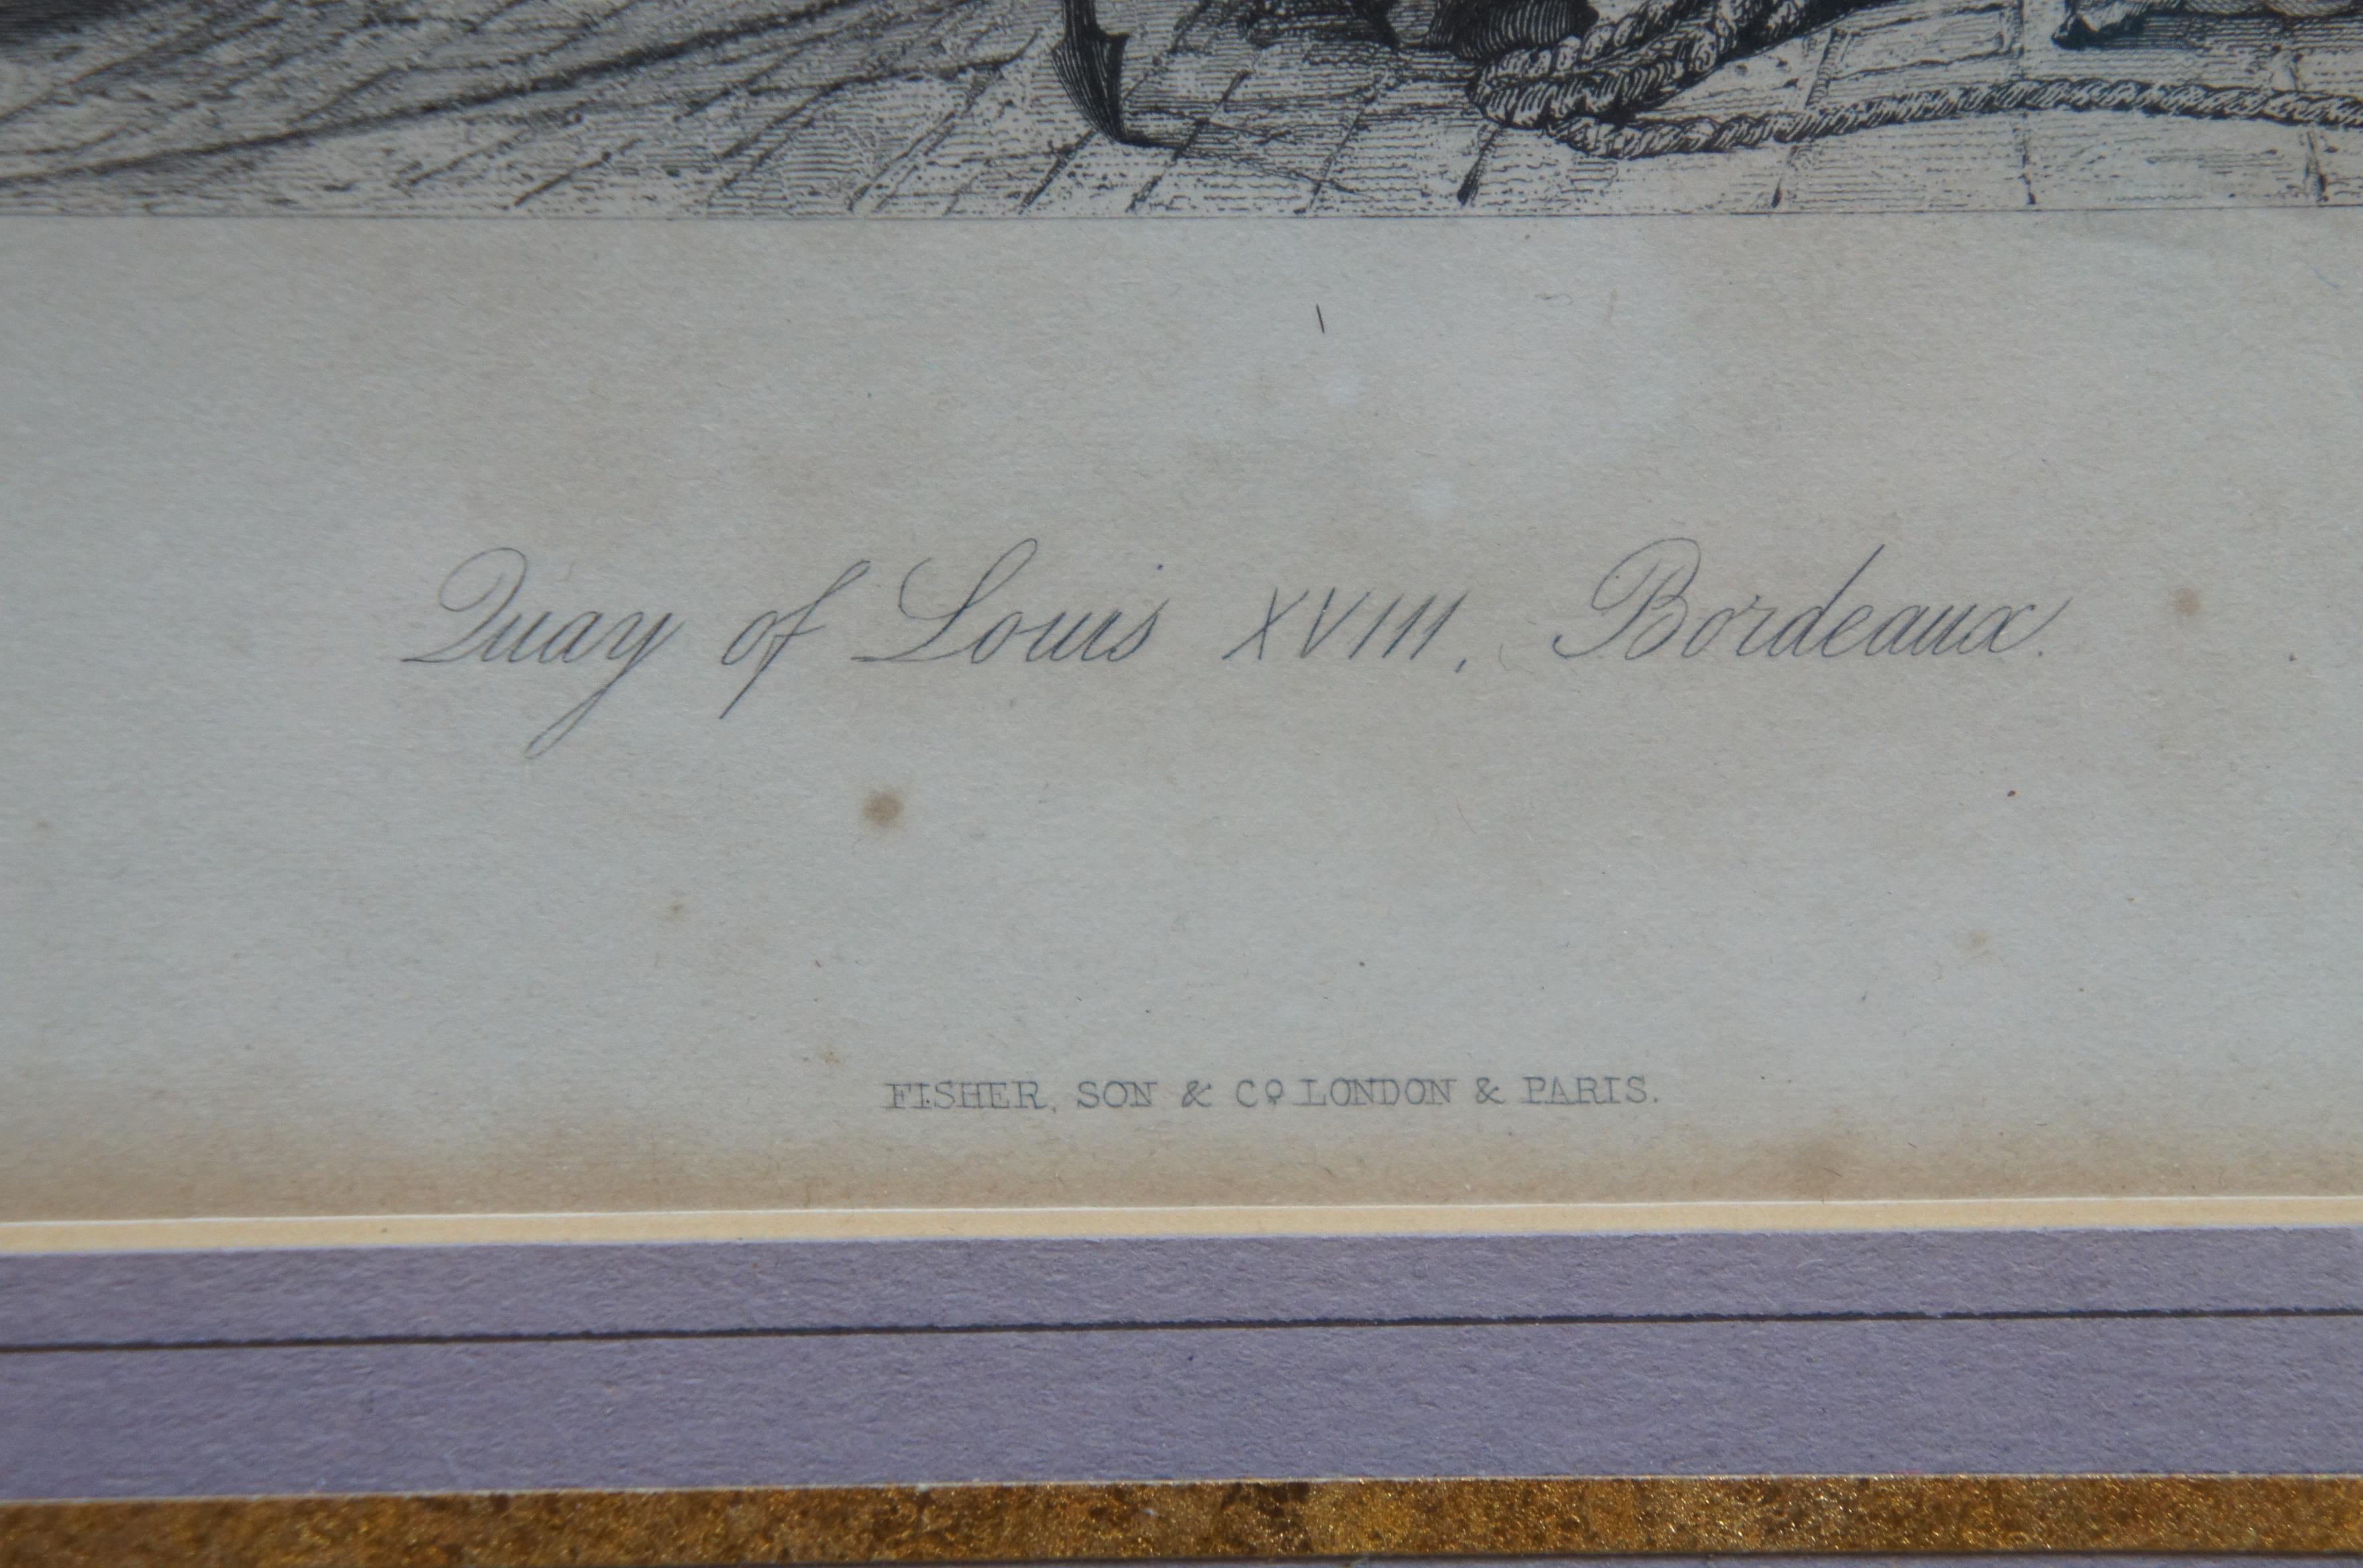 Quay of Louis XVIII, Bordeaux.
FISHER, SON & Cº LONDON & PARIS.